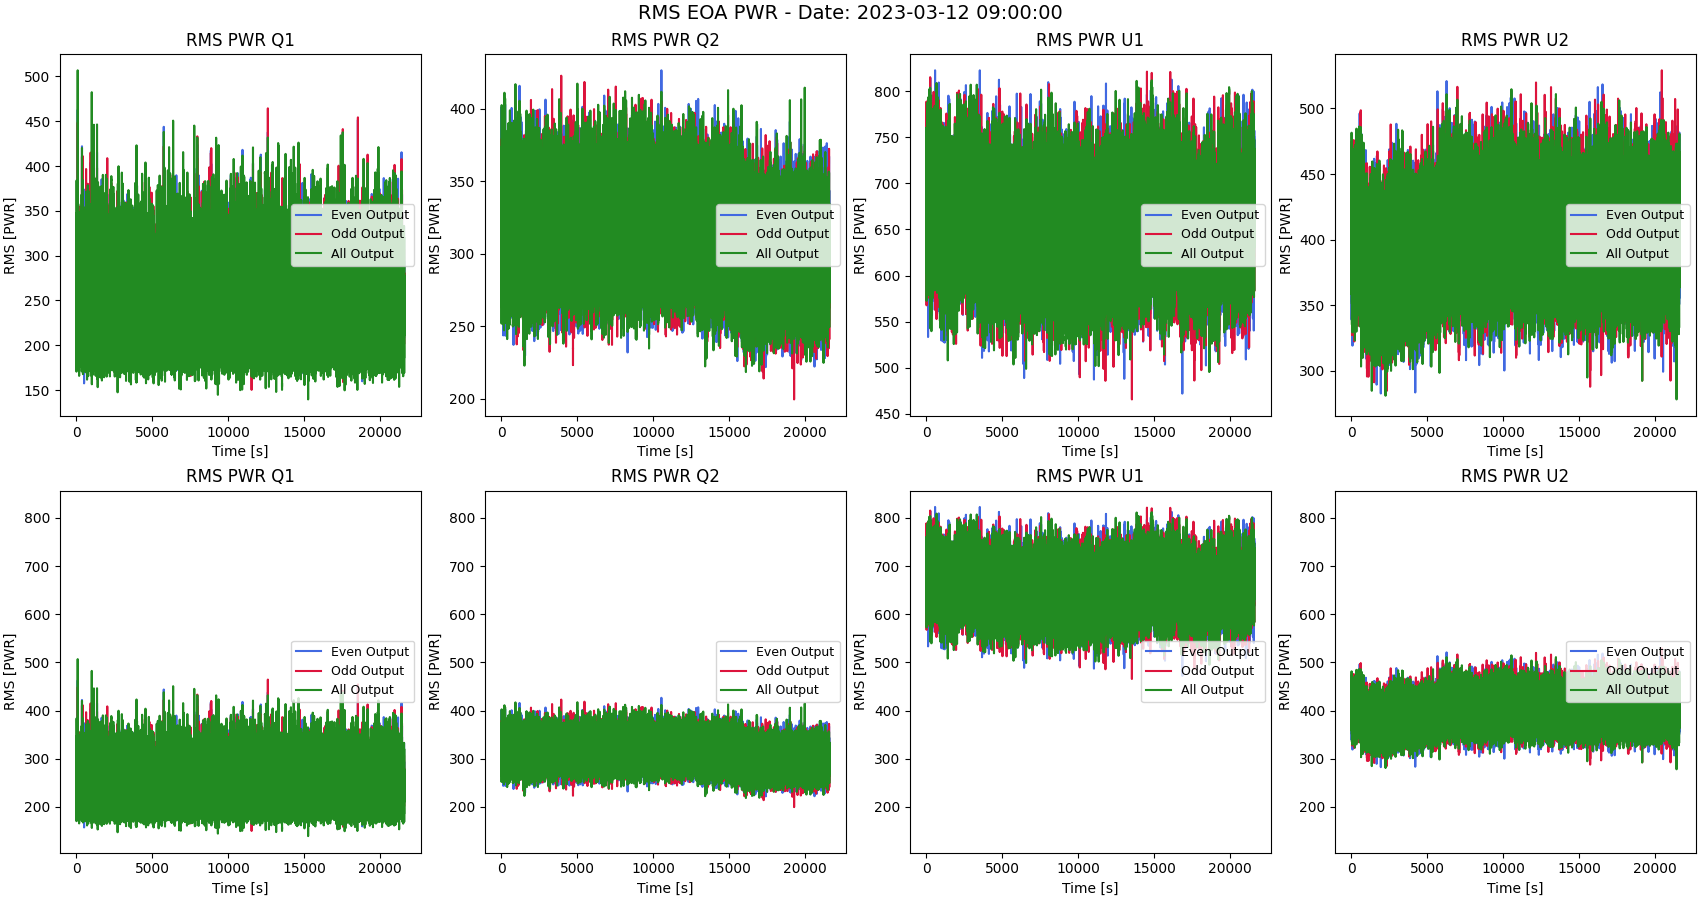 RMS EOA PWR - Date: 2023-03-12 09:00:00
RMS PWR Q1
RMS [PWR]
500
450
400
350
300
250
200
150
0 5000 10000 15000 20000
Time [s]
Even Output
Odd Output
All Output
RMS PWR Q2
RMS [PWR]
400
350
300
250
200
0 5000 10000 15000 20000
Time [s]
Even Output
Odd Output
All Output
RMS PWR U1
RMS [PWR]
800
750
700
650
600
550
500
450
0 5000 10000 15000 20000
Time [s]
Even Output
Odd Output
All Output
RMS PWR U2
RMS [PWR]
500
450
400
350
300
0 5000 10000 15000 20000
Time [s]
Even Output
Odd Output
All Output
RMS PWR Q1
RMS [PWR]
800
700
600
500
400
300
200
0 5000 10000 15000 20000
Time [s]
Even Output
Odd Output
All Output
RMS PWR Q2
RMS [PWR]
800
700
600
500
400
300
200
0 5000 10000 15000 20000
Time [s]
Even Output
Odd Output
All Output
RMS PWR U1
RMS [PWR]
800
700
600
500
400
300
200
0 5000 10000 15000 20000
Time [s]
Even Output
Odd Output
All Output
RMS PWR U2
RMS [PWR]
800
700
600
500
400
300
200
0 5000 10000 15000 20000
Time [s]
Even Output
Odd Output
All Output